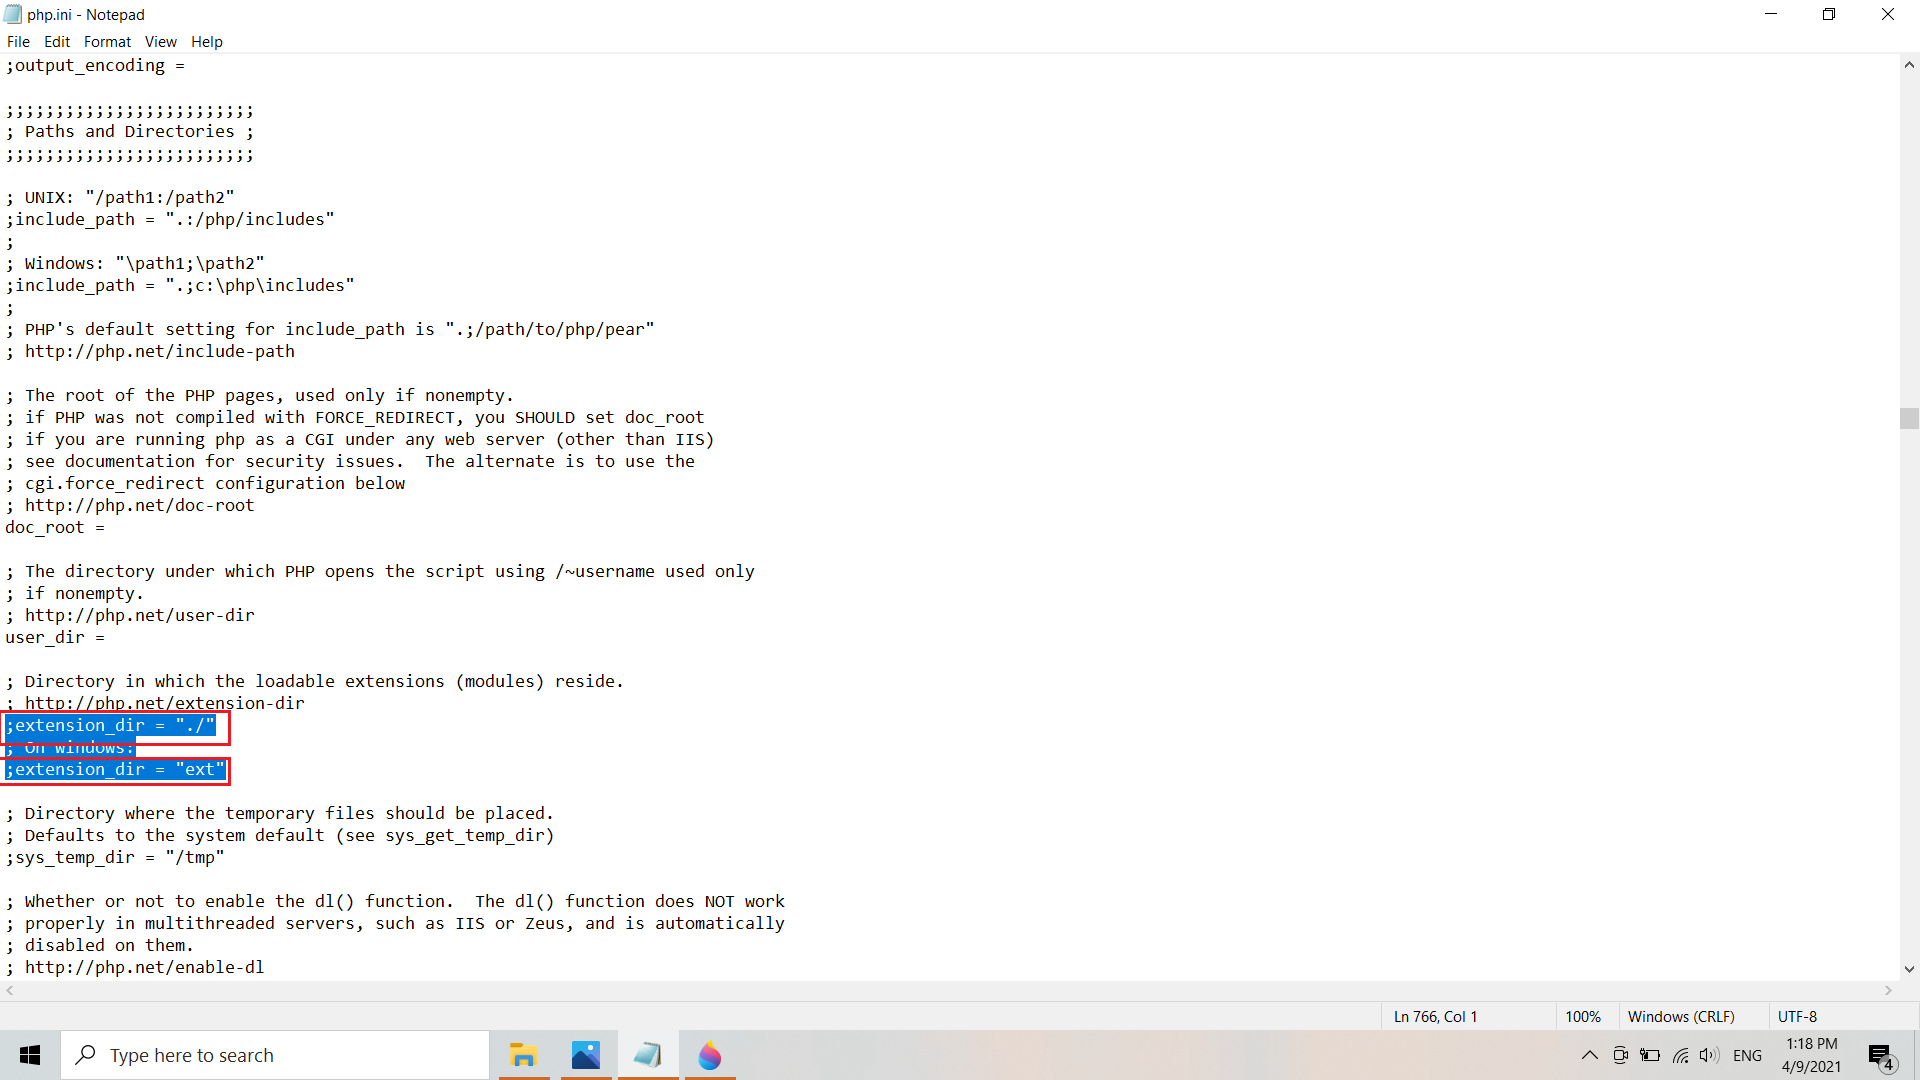 php.ini - Notepad
File Edit Format View Help
;output_encoding =
;;;;;;;;;;;;;;;;;;;;;;;;;
; Paths and Directories ;
;;;;;;;;;;;;;;;;;;;;;;;;;
; UNIX: "/path1:/path2"
;include_path = ".:/php/includes"
;
; Windows: "\path1;\path2"
;include_path = ".;c:\php\includes"
;
; PHP's default setting for include_path is ".;/path/to/php/pear"
; http://php.net/include-path
; The root of the PHP pages, used only if nonempty.
; if PHP was not compiled with FORCE_REDIRECT, you SHOULD set doc_root
; if you are running php as a CGI under any web server (other than IIS)
; see documentation for security issues.  The alternate is to use the
; cgi.force_redirect configuration below
; http://php.net/doc-root
doc_root =
; The directory under which PHP opens the script using /~username used only
; if nonempty.
; http://php.net/user-dir
user_dir =
; Directory in which the loadable extensions (modules) reside.
; http://php.net/extension-dir
;extension_dir = "./"
; On windows:
;extension_dir = "ext"
; Directory where the temporary files should be placed.
; Defaults to the system default (see sys_get_temp_dir)
;sys_temp_dir = "/tmp"
; Whether or not to enable the dl() function.  The dl() function does NOT work
; properly in multithreaded servers, such as IIS or Zeus, and is automatically
; disabled on them.
; http://php.net/enable-dl
Ln 766, Col 1 100% Windows (CRLF) UTF-8
Type here to search
ENG
1:18 PM
4/9/2021
4